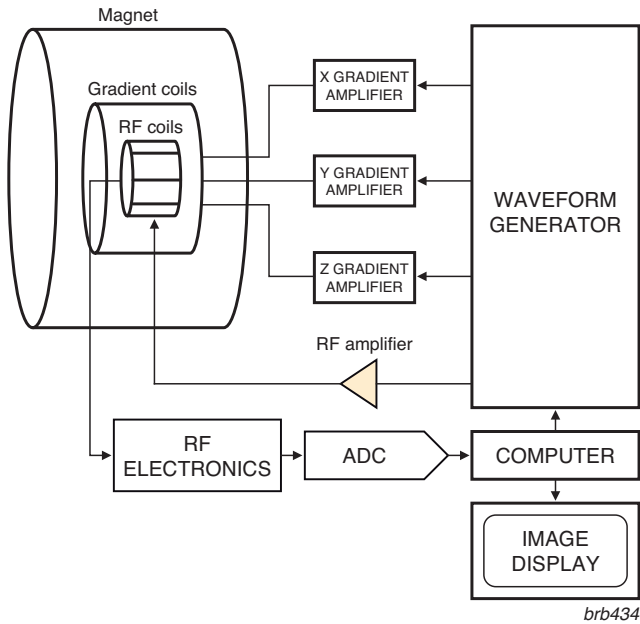 Magnet
Gradient coils
RF coils
X GRADIENT
AMPLIFIER
Y GRADIENT
AMPLIFIER
Z GRADIENT
AMPLIFIER
WAVEFORM
GENERATOR
RF amplifier
RF
ELECTRONICS
ADC
COMPUTER
IMAGE
DISPLAY
brb434